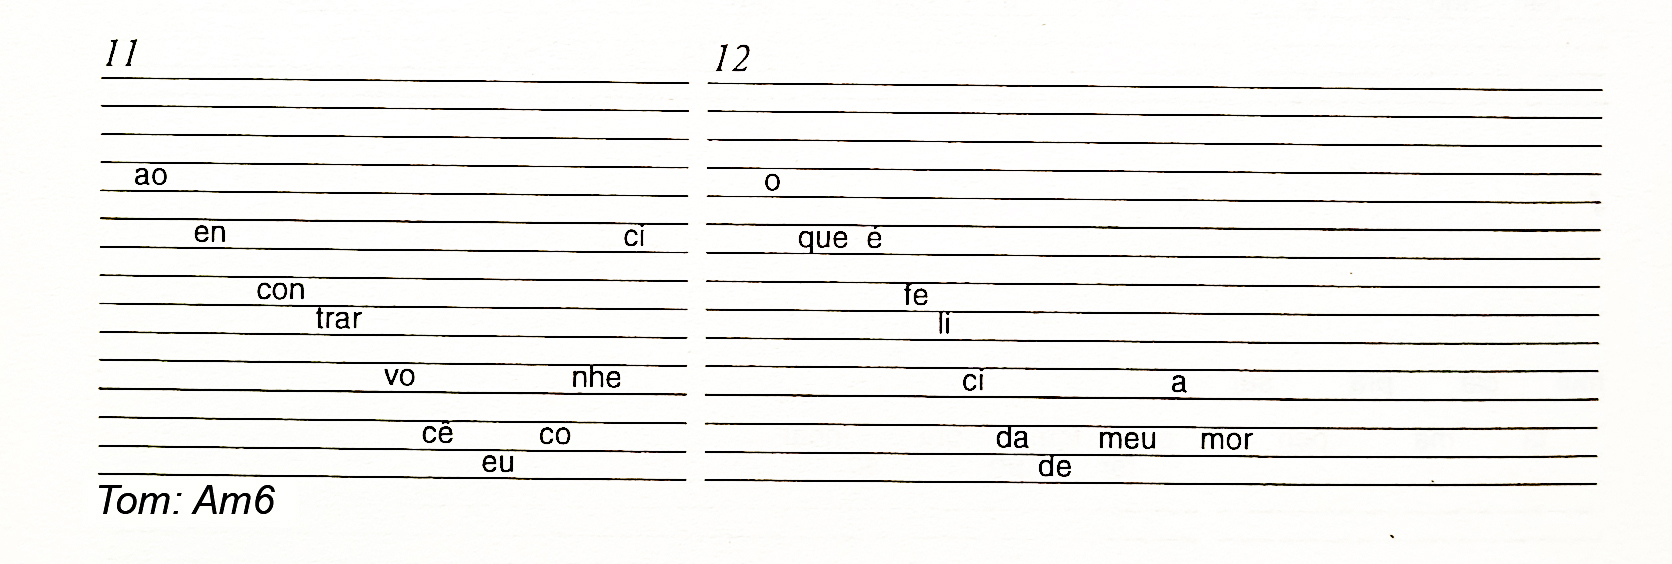 11 12
ao o
en ci que é
con fe
trar li
vo nhe ci a
cê co da meu mor
eu de
Tom: Am6